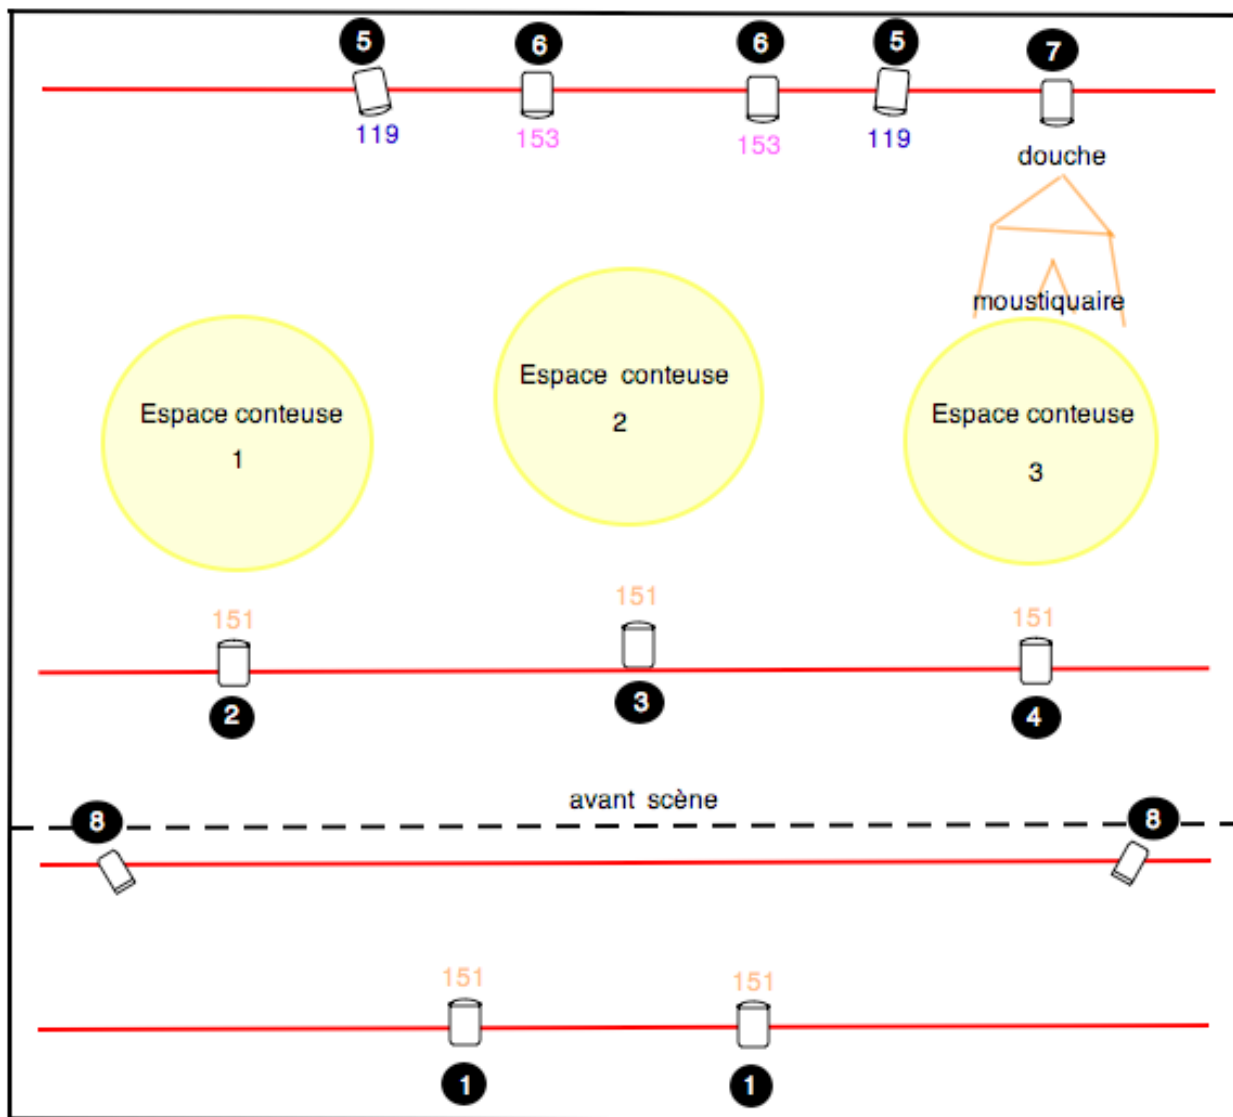 5 6 6 5 7
119 153 153 119
douche
moustiquaire
Espace conteuse
1
Espace conteuse
2
Espace conteuse
3
151 151 151
2 3 4
avant scène
8 8
151 151
1 1